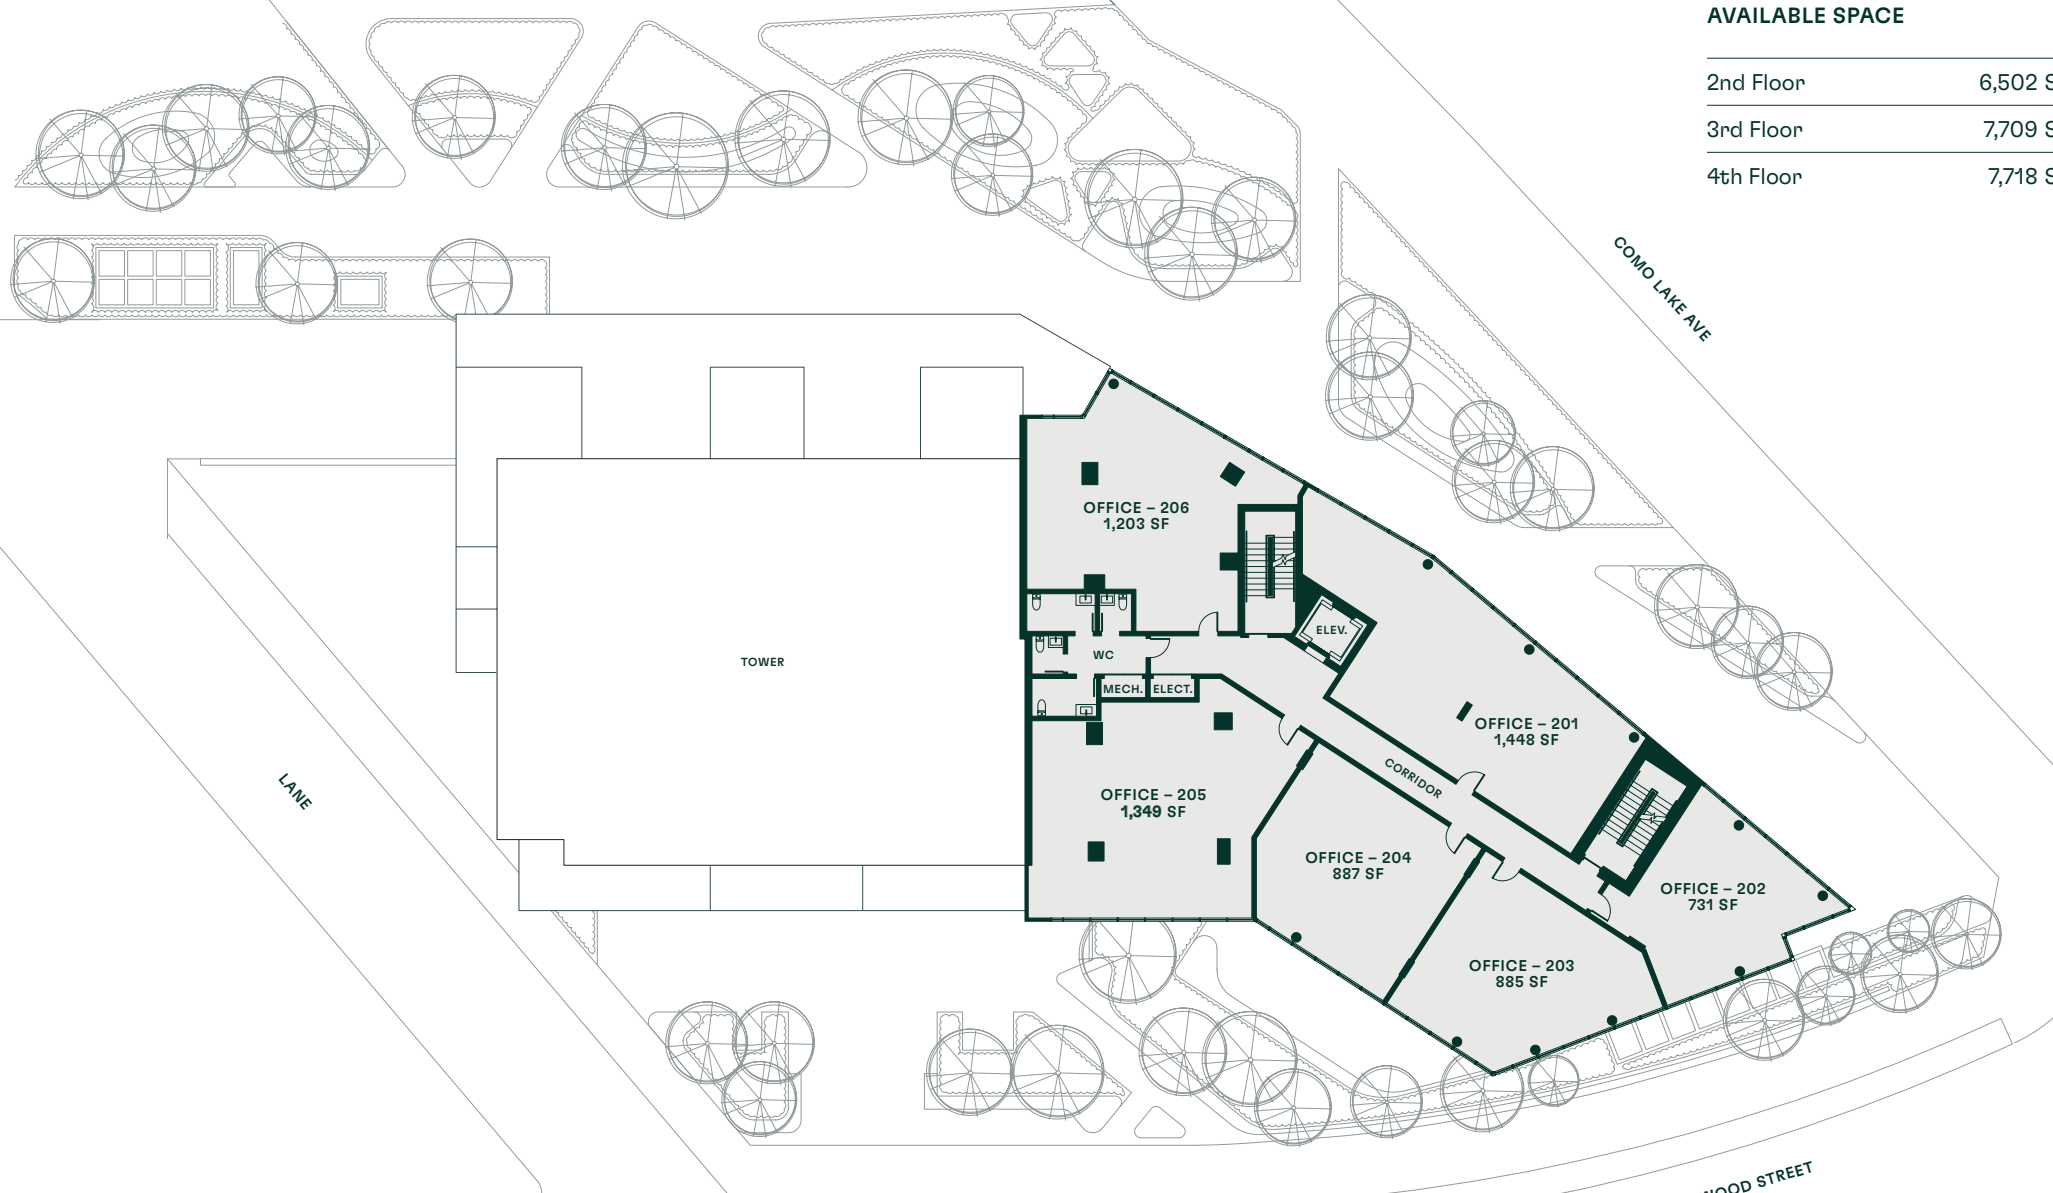 AVAILABLE SPACE
2nd Floor 6,502 S
3rd Floor 7,709 S
4th Floor 7,718 S
COMO LAKE AVE
OFFICE – 206
1,203 SF
ELEV.
TOWER
WC
MECH.
ELECT.
OFFICE – 201
1,448 SF
CORRIDOR
LANE
OFFICE – 205
1,349 SF
OFFICE – 204
887 SF
OFFICE – 202
731 SF
OFFICE – 203
885 SF
WOOD STREET